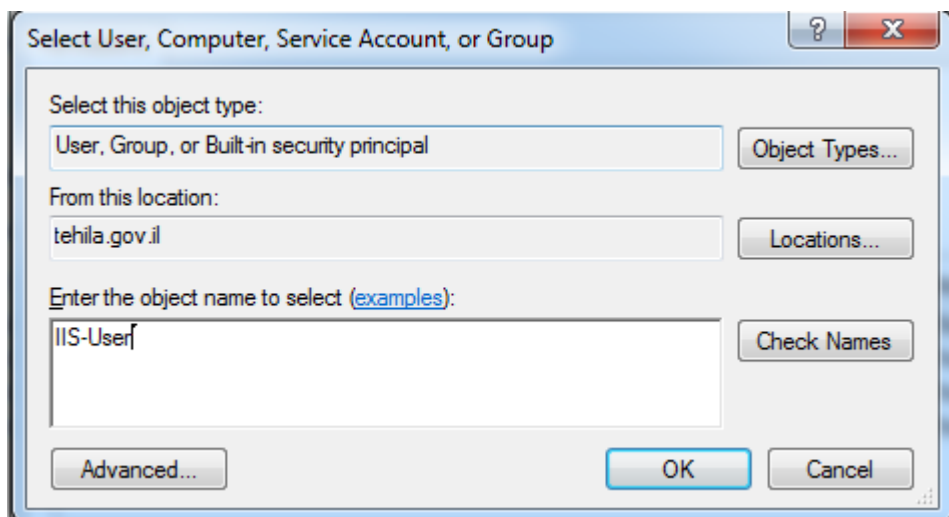 Select User, Computer, Service Account, or Group
?
X
Select this object type:
User, Group, or Built-in security principal
Object Types...
From this location:
tehila.gov.il
Locations...
Enter the object name to select (examples):
IIS-User
Check Names
Advanced...
OK
Cancel